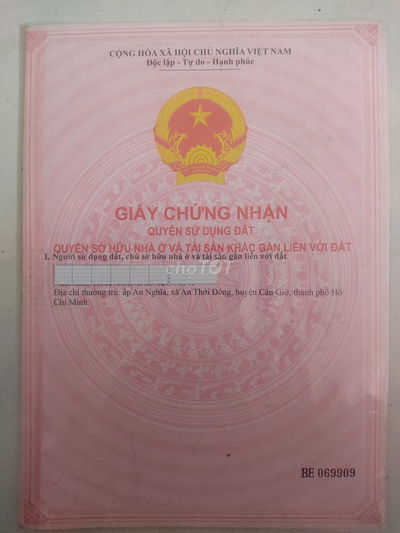 CỘNG HÒA XÃ HỘI CHỦ NGHĨA VIỆT NAM
Độc lập - Tự do - Hạnh phúc
GIẤY CHỨNG NHẬN
QUYỀN SỬ DỤNG ĐẤT
QUYỀN SỞ HỮU NHÀ Ở VÀ TÀI SẢN KHÁC GẮN LIỀN VỚI ĐẤT
I. Người sử dụng đất, chủ sở hữu nhà ở và tài sản gắn liền với đất
choTỐT
Địa chỉ thường trú: ấp An Nghĩa, xã An Thới Đông, huyện Cần Giờ, thành phố Hồ
Chí Minh.
BE 069909